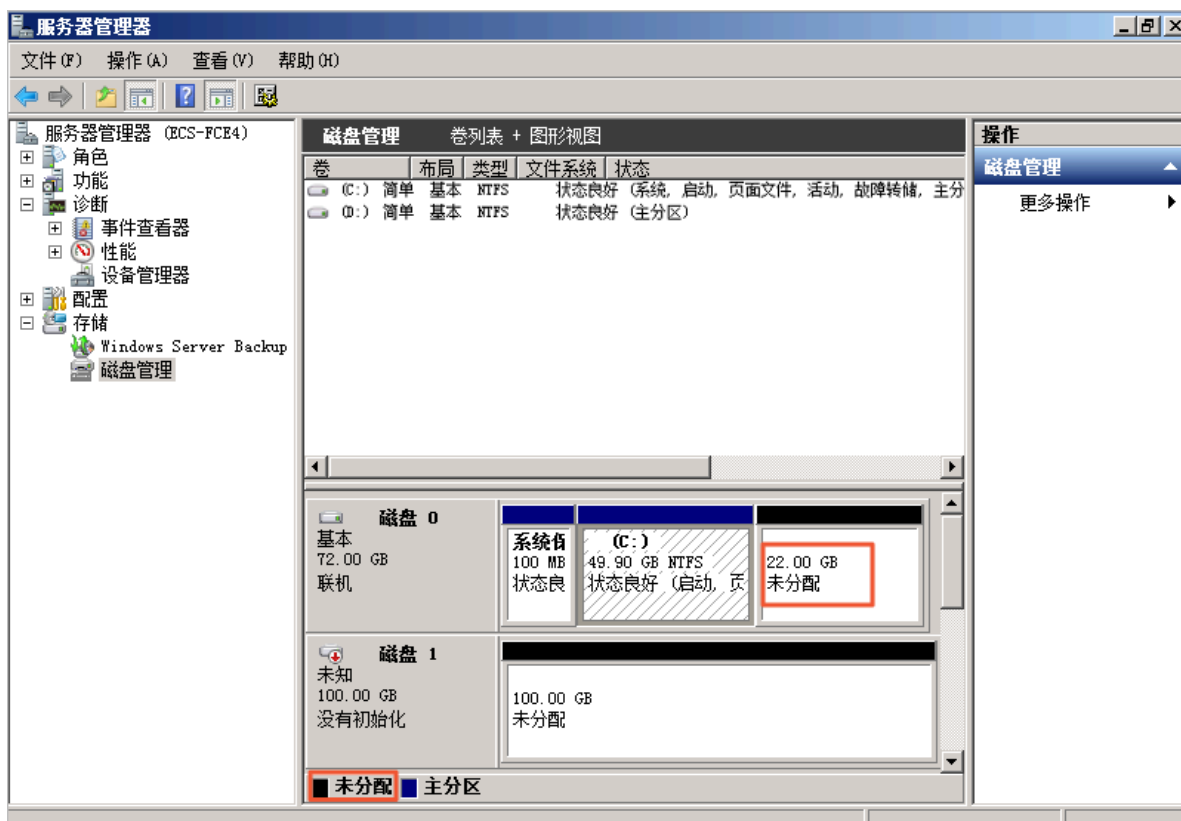 服务器管理器
文件(F) 操作(A) 查看(V) 帮助(H)
服务器管理器 (ECS-FCE4)
角色
功能
诊断
事件查看器
性能
设备管理器
配置
存储
Windows Server Backup
磁盘管理
磁盘管理 卷列表 + 图形视图
卷 布局 类型 文件系统 状态
(C:) 简单 基本 NTFS 状态良好 (系统, 启动, 页面文件, 活动, 故障转储, 主分
(D:) 简单 基本 NTFS 状态良好 (主分区)
磁盘 0
基本
72.00 GB
联机
系统
100 MB
状态良
(C:)
49.90 GB NTFS
状态良好 (启动, 页
22.00 GB
未分配
磁盘 1
未知
100.00 GB
没有初始化
100.00 GB
未分配
未分配 主分区
操作
磁盘管理
更多操作